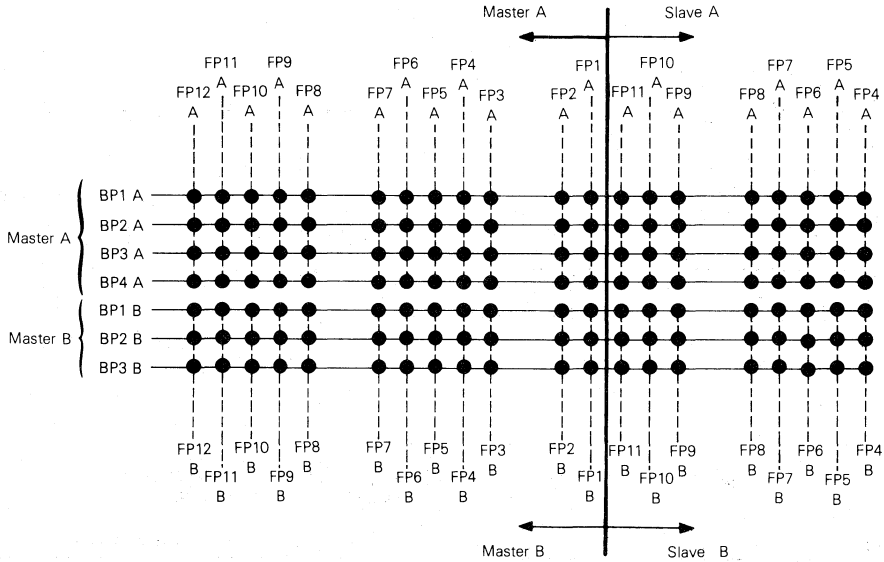 Master A
Slave A
FP11 A
FP9 A
FP6 A
FP4 A
FP1 A
FP10 A
FP7 A
FP5 A
FP12 A
FP10 A
FP8 A
FP7 A
FP5 A
FP3 A
FP2 A
FP11 A
FP9 A
FP8 A
FP6 A
FP4 A
BP1 A
BP2 A
Master A
BP3 A
BP4 A
BP1 B
Master B
BP2 B
BP3 B
FP12 B
FP10 B
FP8 B
FP7 B
FP5 B
FP3 B
FP2 B
FP11 B
FP9 B
FP8 B
FP6 B
FP4 B
FP11 B
FP9 B
FP6 B
FP4 B
FP1 B
FP10 B
FP7 B
FP5 B
Master B
Slave B